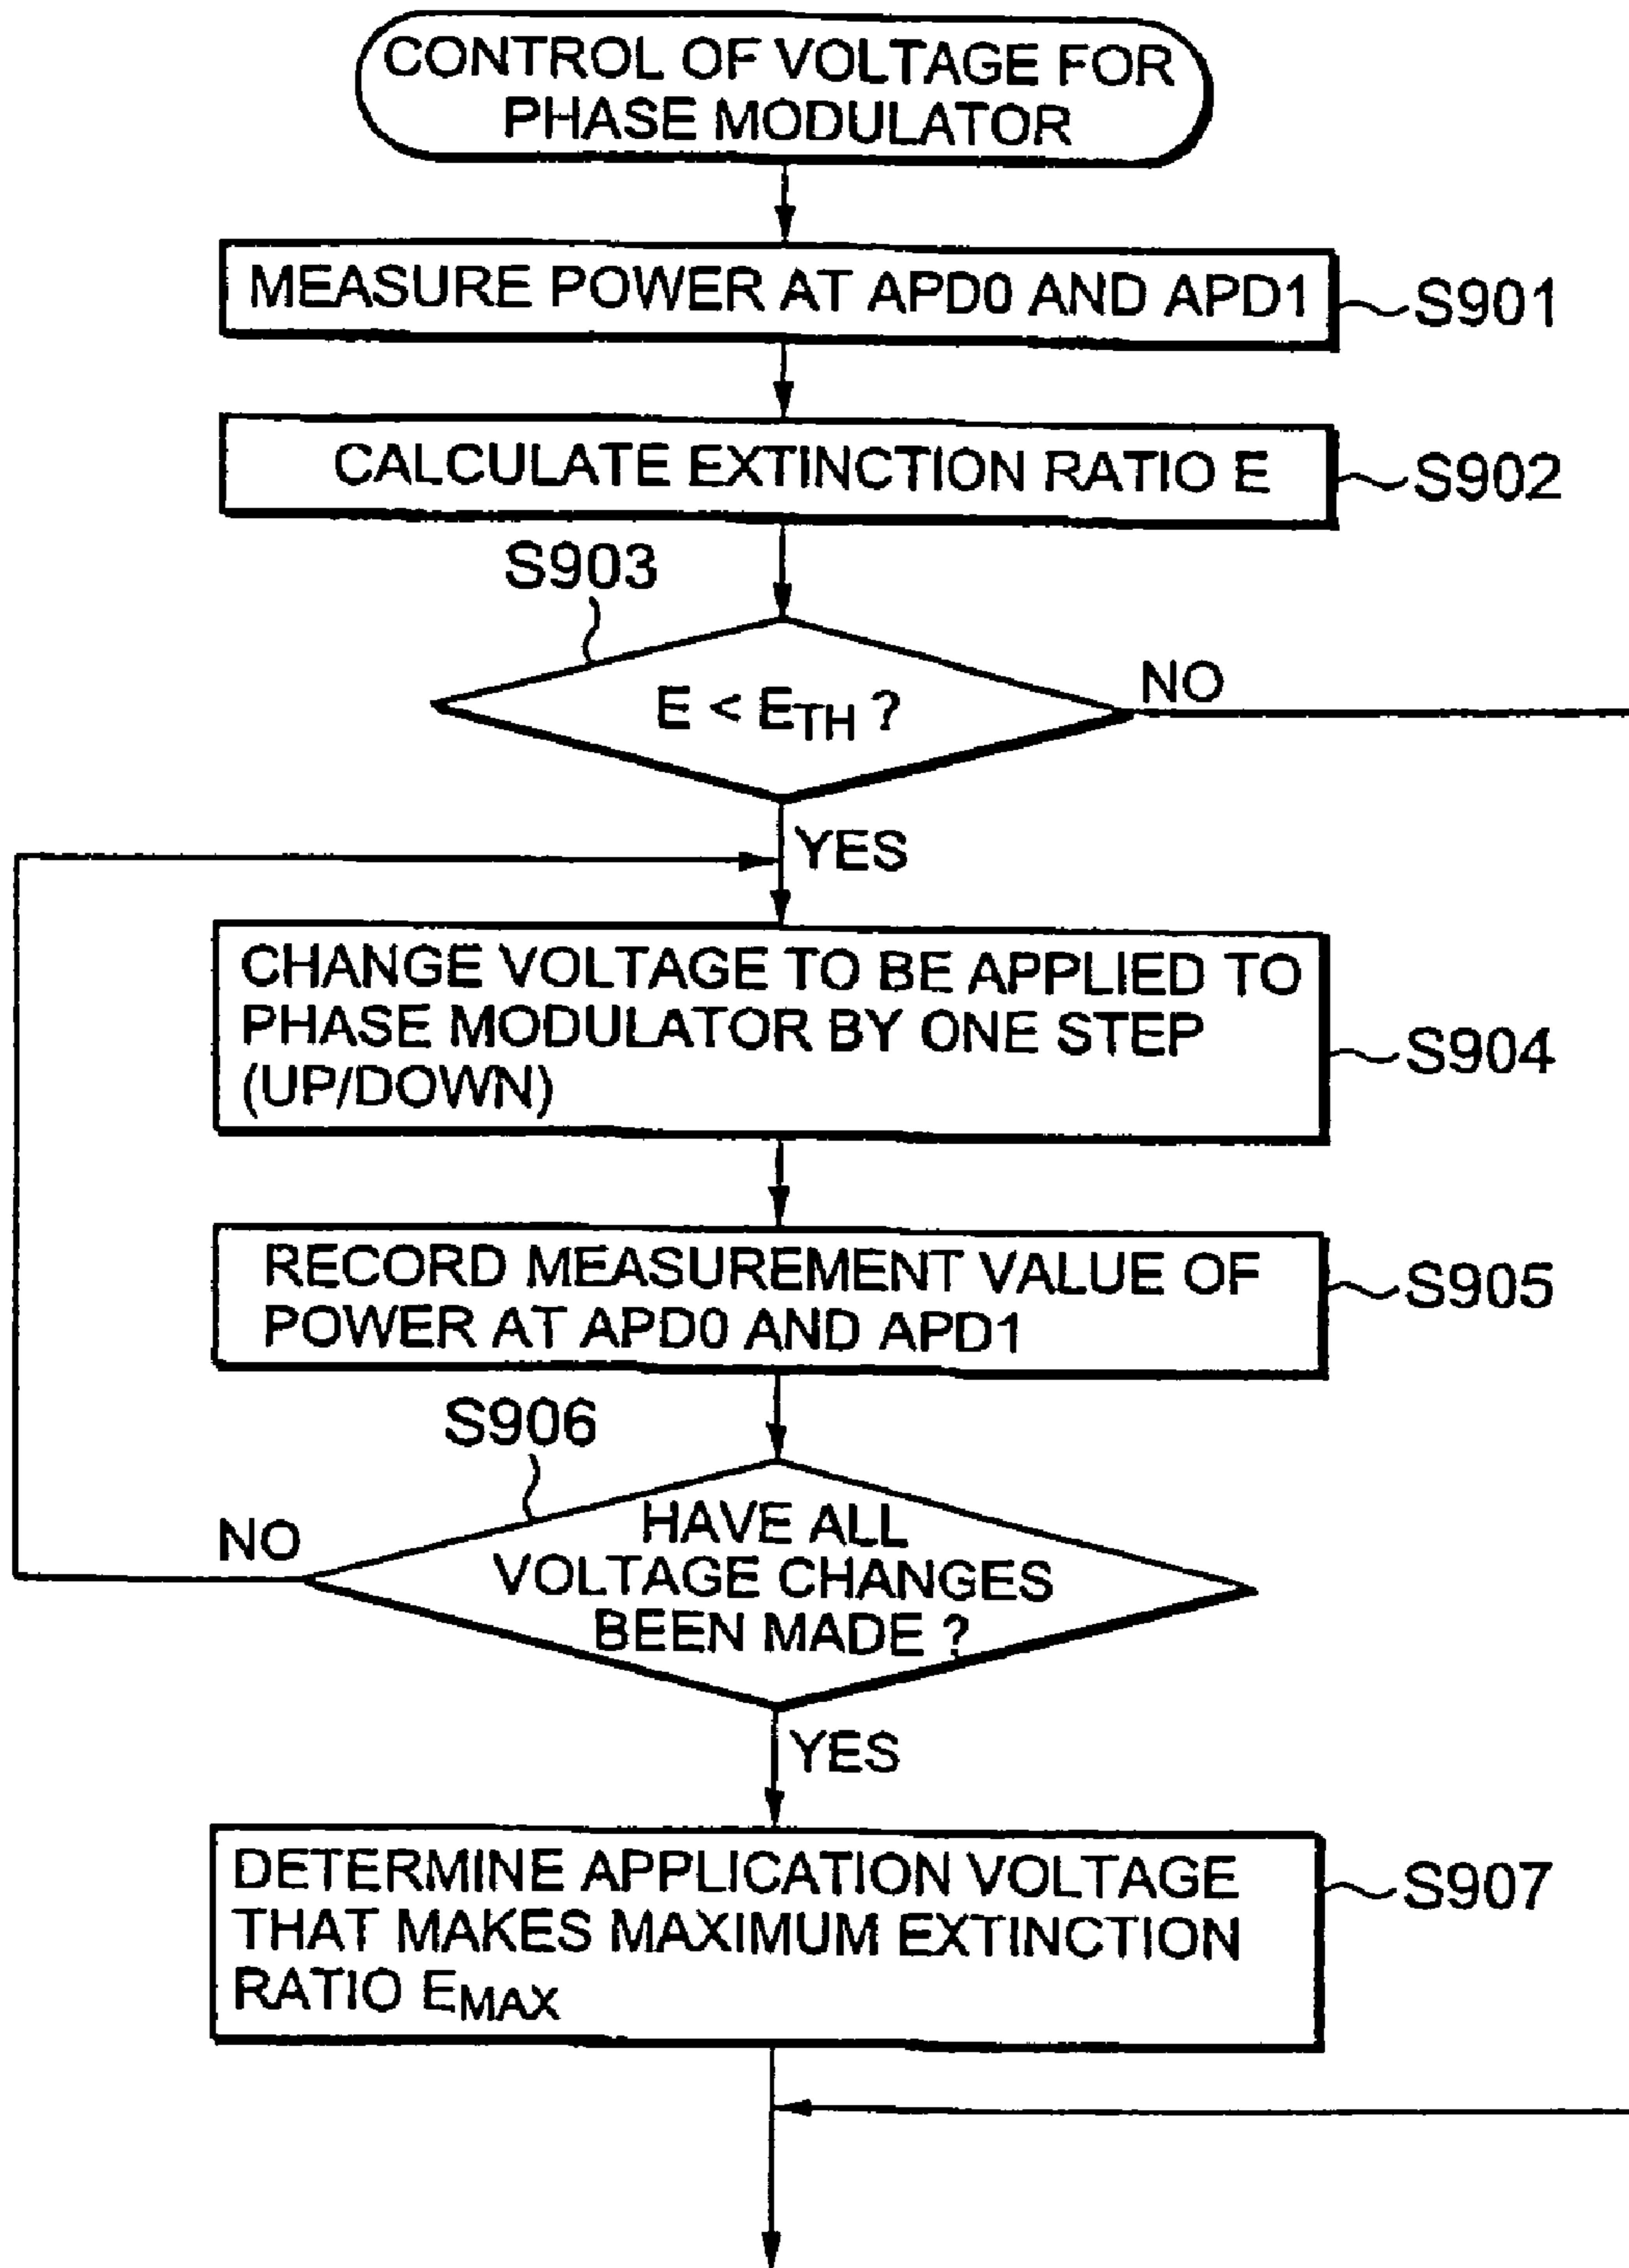 CONTROL OF VOLTAGE FOR
PHASE MODULATOR
MEASURE POWER AT APD0 AND APD1
S901
CALCULATE EXTINCTION RATIO E
S902
S903
E < ETH ?
NO
YES
CHANGE VOLTAGE TO BE APPLIED TO
PHASE MODULATOR BY ONE STEP
(UP/DOWN)
S904
RECORD MEASUREMENT VALUE OF
POWER AT APD0 AND APD1
S905
S906
HAVE ALL
VOLTAGE CHANGES
BEEN MADE ?
NO
YES
DETERMINE APPLICATION VOLTAGE
THAT MAKES MAXIMUM EXTINCTION
RATIO EMAX
S907